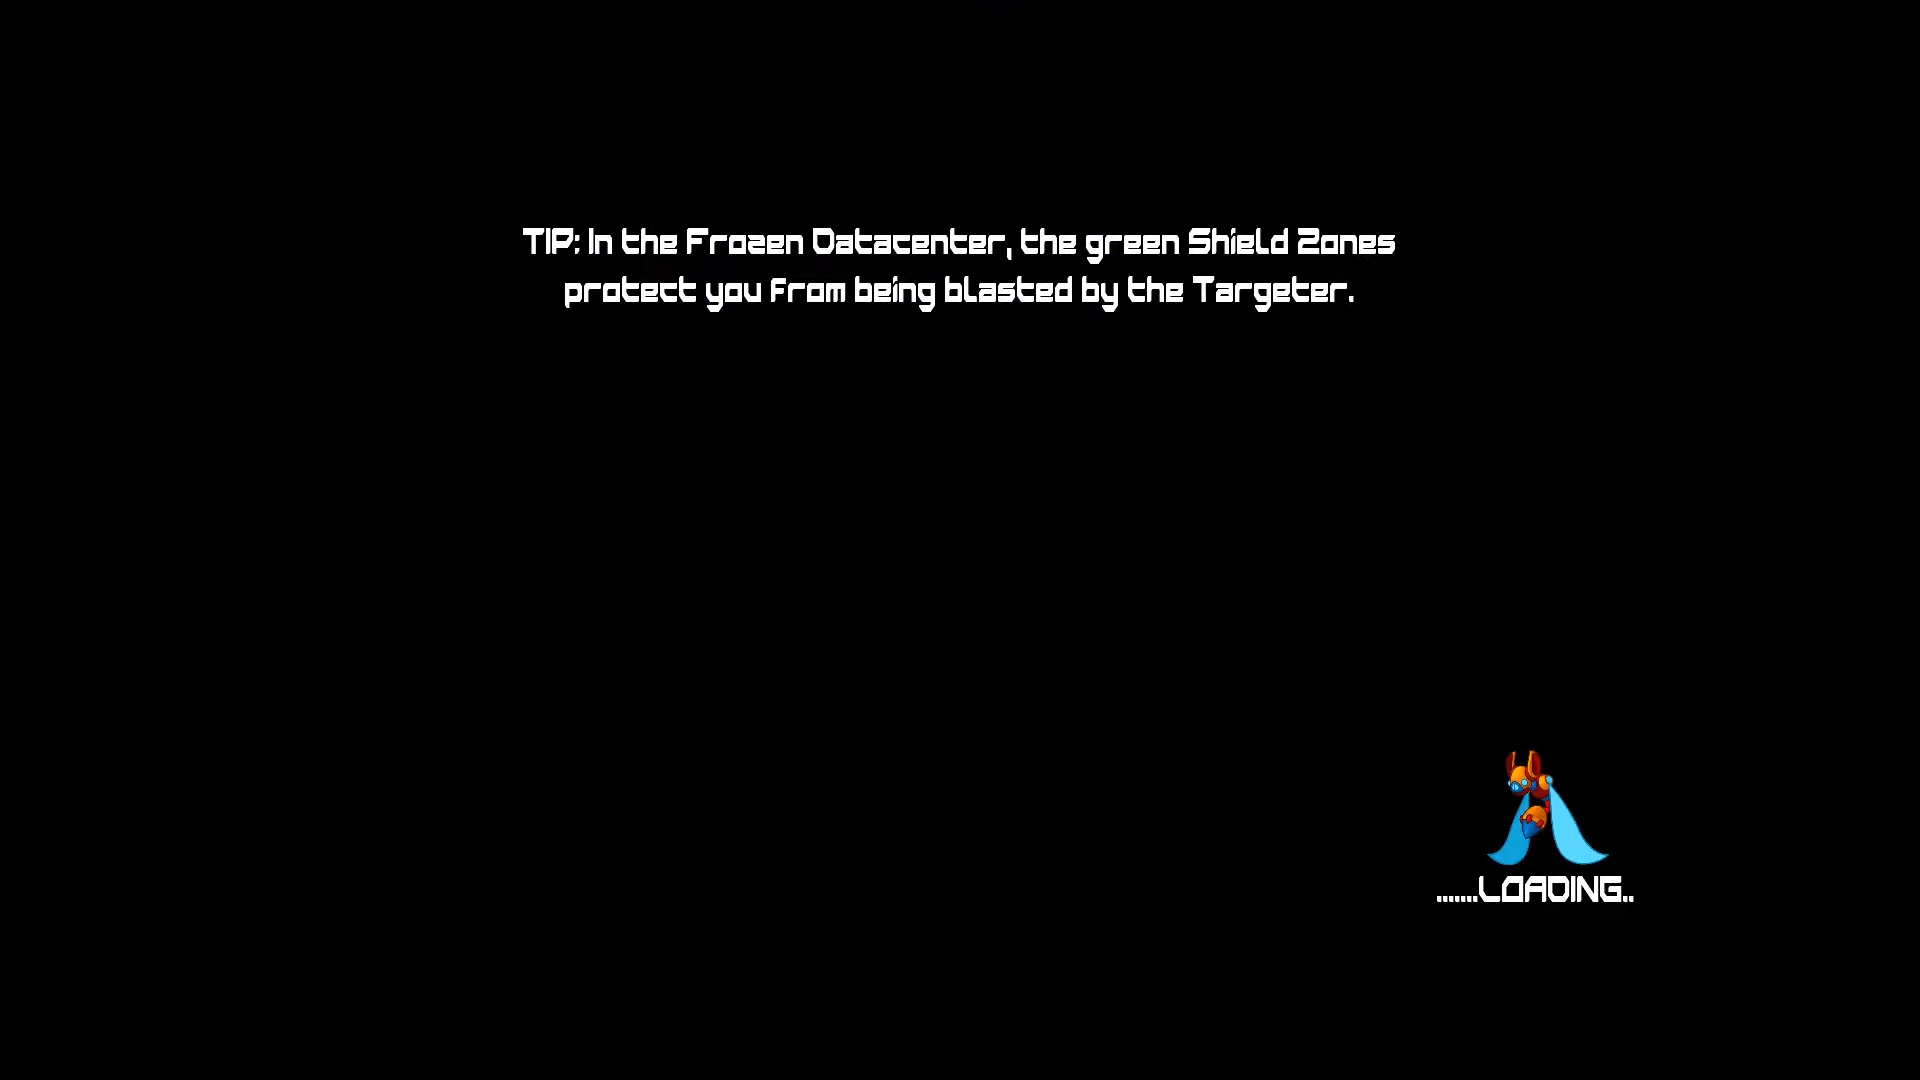 TIP: In the Frozen Datacenter, the green Shield Zones
protect you from being blasted by the Targeter.
.......LOADING..